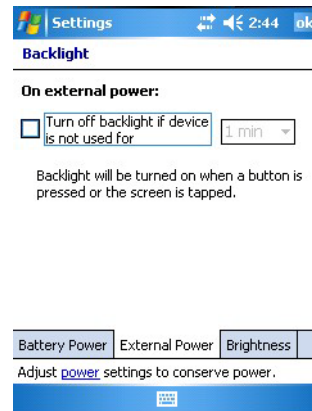 Settings 2:44 ok
Backlight
On external power:
Turn off backlight if device
is not used for
1 min
Backlight will be turned on when a button is
pressed or the screen is tapped.
Battery Power External Power Brightness
Adjust power settings to conserve power.